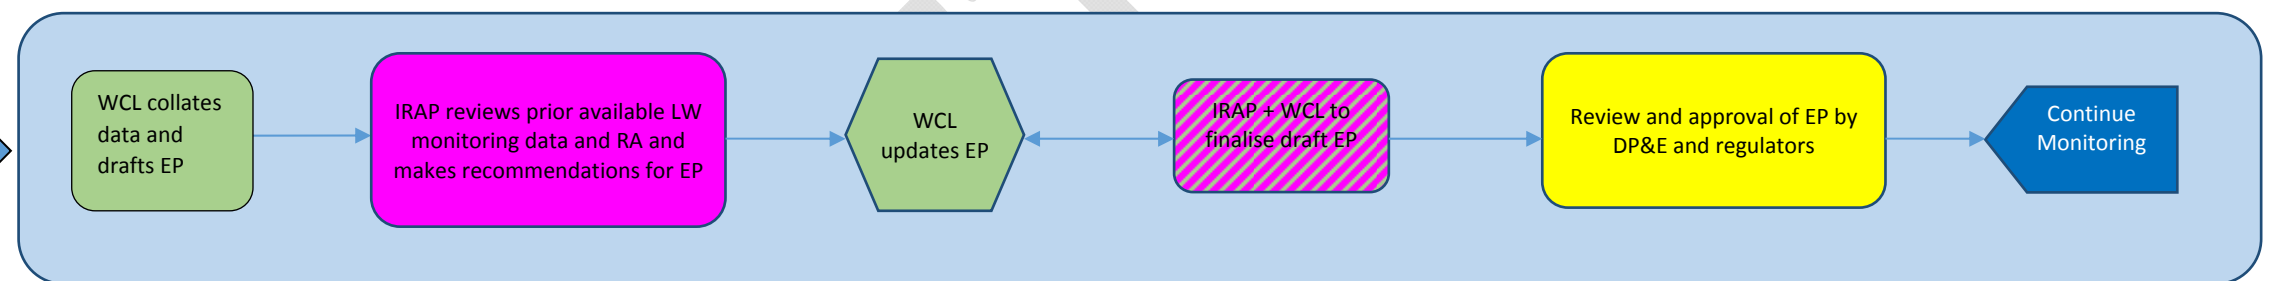 WCL collates
data and
drafts EP
IRAP reviews prior available LW
monitoring data and RA and
makes recommendations for EP
WCL
updates EP
IRAP + WCL to
finalise draft EP
Review and approval of EP by
DP&E and regulators
Continue
Monitoring